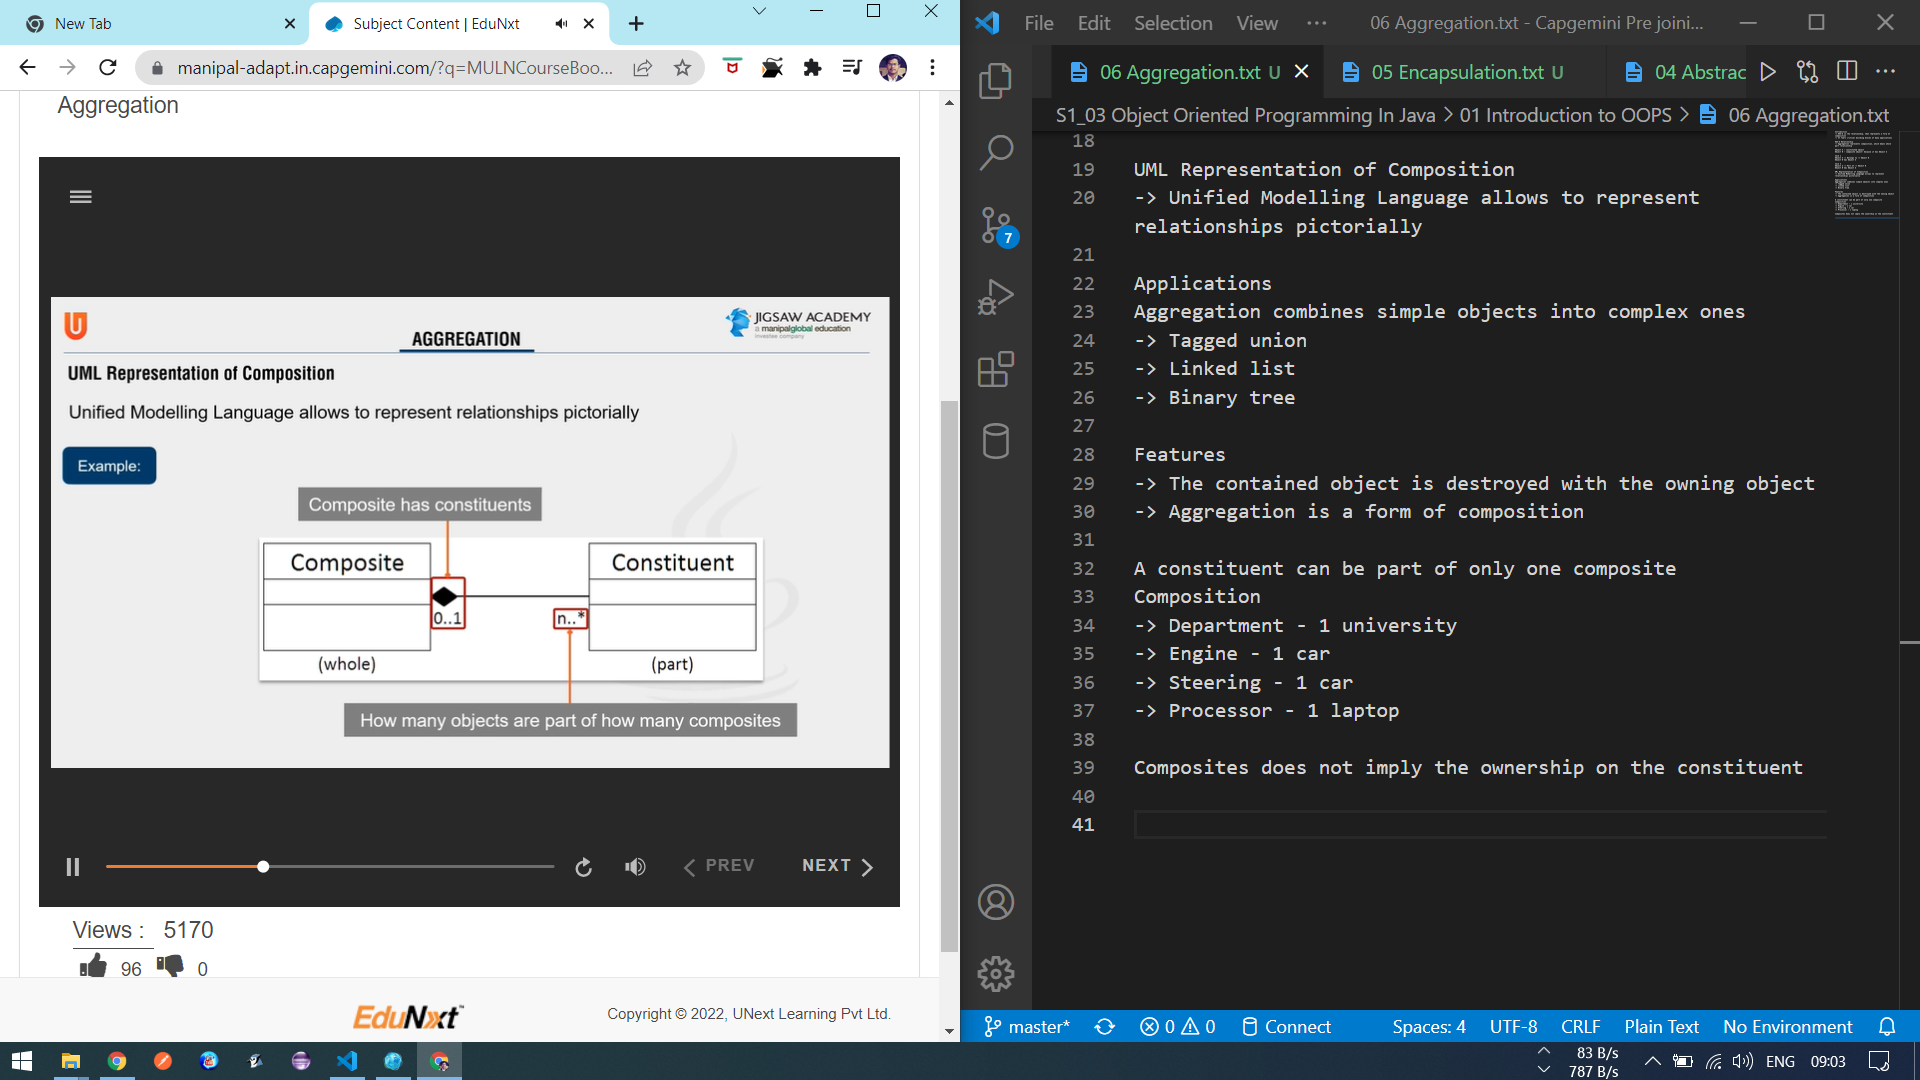 New Tab
Subject Content | EduNxt
manipal-adapt.in.capgemini.com/?q=MULNCourseBoo...
Aggregation
U
AGGREGATION
JIGSAW ACADEMY
a manipalglobal education
investee company
UML Representation of Composition
Unified Modelling Language allows to represent relationships pictorially
Example:
Composite has constituents
Composite
Constituent
0..1
n..*
(whole)
(part)
How many objects are part of how many composites
PREV
NEXT
Views : 5170
96
0
EduNxt™
Copyright © 2022, UNext Learning Pvt Ltd.
File Edit Selection View ··· 06 Aggregation.txt - Capgemini Pre joini...
06 Aggregation.txt U
05 Encapsulation.txt U
04 Abstrac
S1_03 Object Oriented Programming In Java > 01 Introduction to OOPS > 06 Aggregation.txt
18
19 UML Representation of Composition
20 -> Unified Modelling Language allows to represent
relationships pictorially
21
22 Applications
23 Aggregation combines simple objects into complex ones
24 -> Tagged union
25 -> Linked list
26 -> Binary tree
27
28 Features
29 -> The contained object is destroyed with the owning object
30 -> Aggregation is a form of composition
31
32 A constituent can be part of only one composite
33 Composition
34 -> Department - 1 university
35 -> Engine - 1 car
36 -> Steering - 1 car
37 -> Processor - 1 laptop
38
39 Composites does not imply the ownership on the constituent
40
41
7
master* 0 0 Connect Spaces: 4 UTF-8 CRLF Plain Text No Environment
83 B/s
787 B/s
ENG 09:03